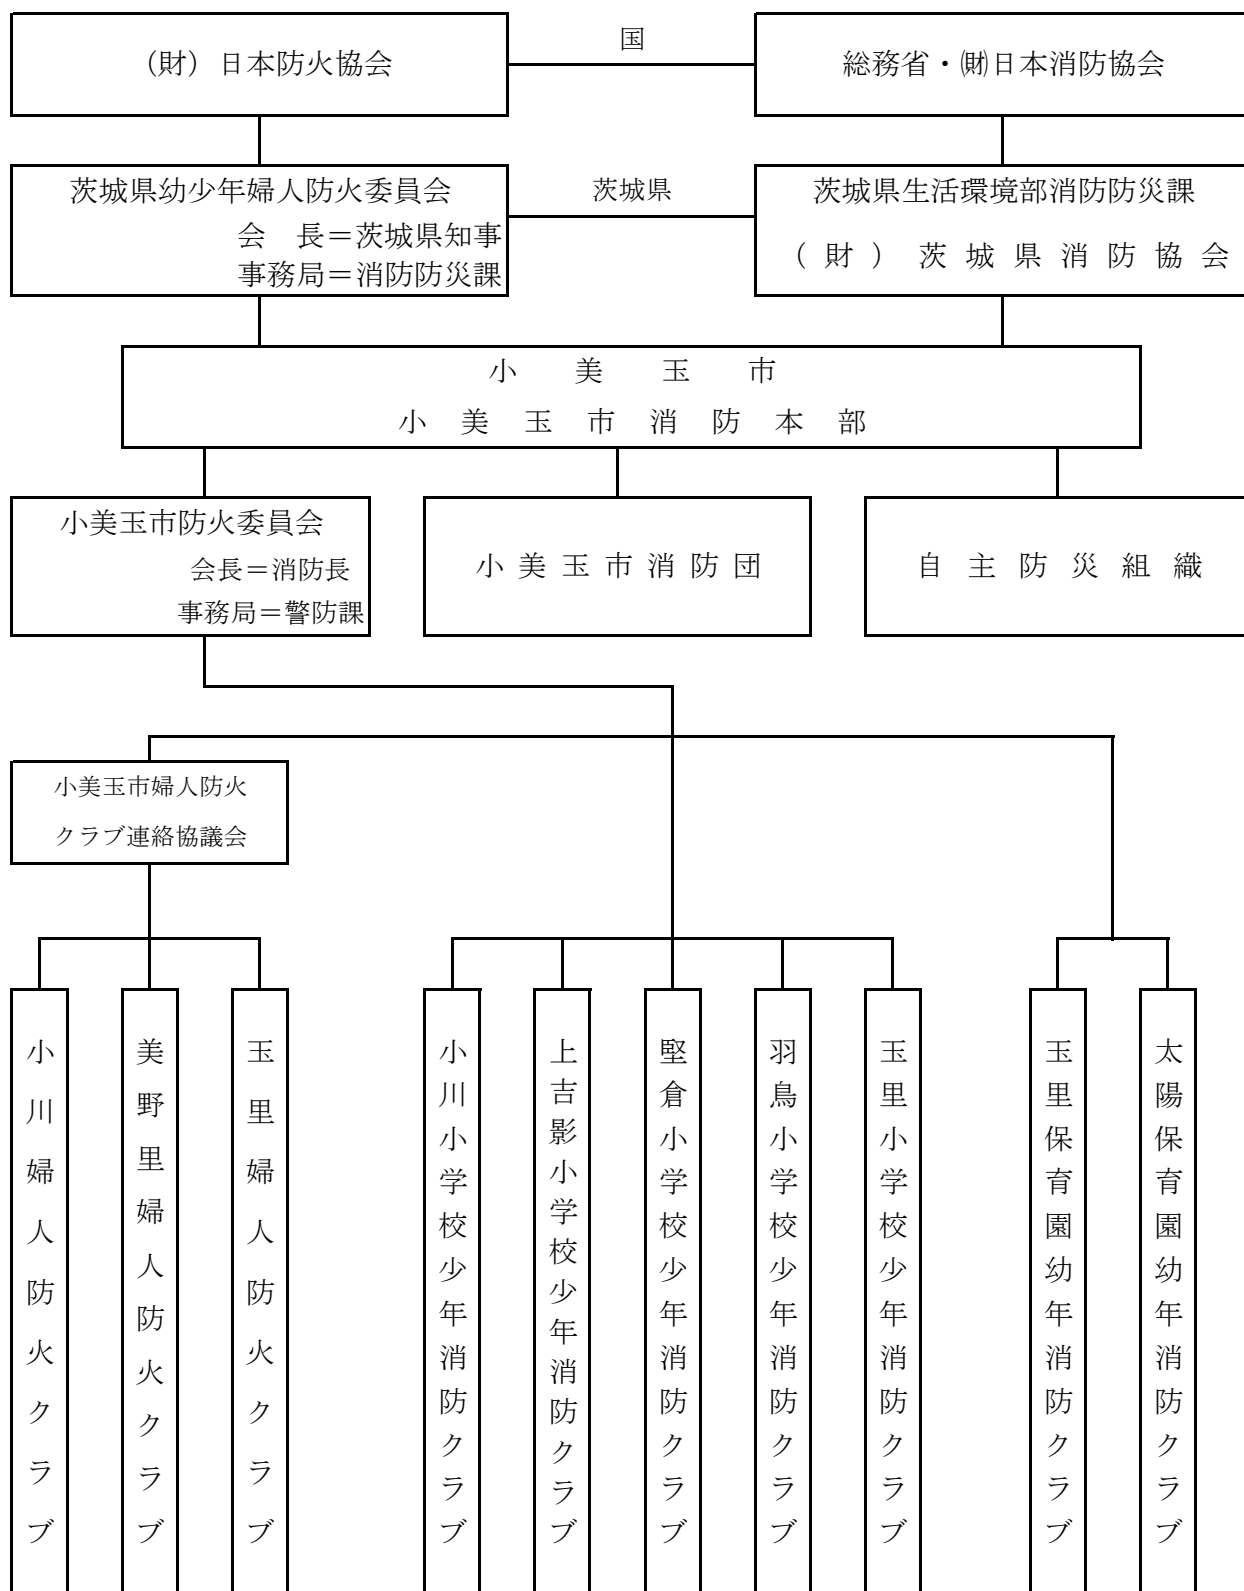 (財)日本防火協会
国
総務省・㈶日本消防協会
茨城県幼少年婦人防火委員会
会　長＝茨城県知事
事務局＝消防防災課
茨城県
茨城県生活環境部消防防災課
(財)茨城県消防協会
小美玉市
小美玉市消防本部
小美玉市防火委員会
会長＝消防長
事務局＝警防課
小美玉市消防団
自主防災組織
小美玉市婦人防火
クラブ連絡協議会
小川婦人防火クラブ
美野里婦人防火クラブ
玉里婦人防火クラブ
小川小学校少年消防クラブ
上吉影小学校少年消防クラブ
堅倉小学校少年消防クラブ
羽鳥小学校少年消防クラブ
玉里小学校少年消防クラブ
玉里保育園幼年消防クラブ
太陽保育園幼年消防クラブ